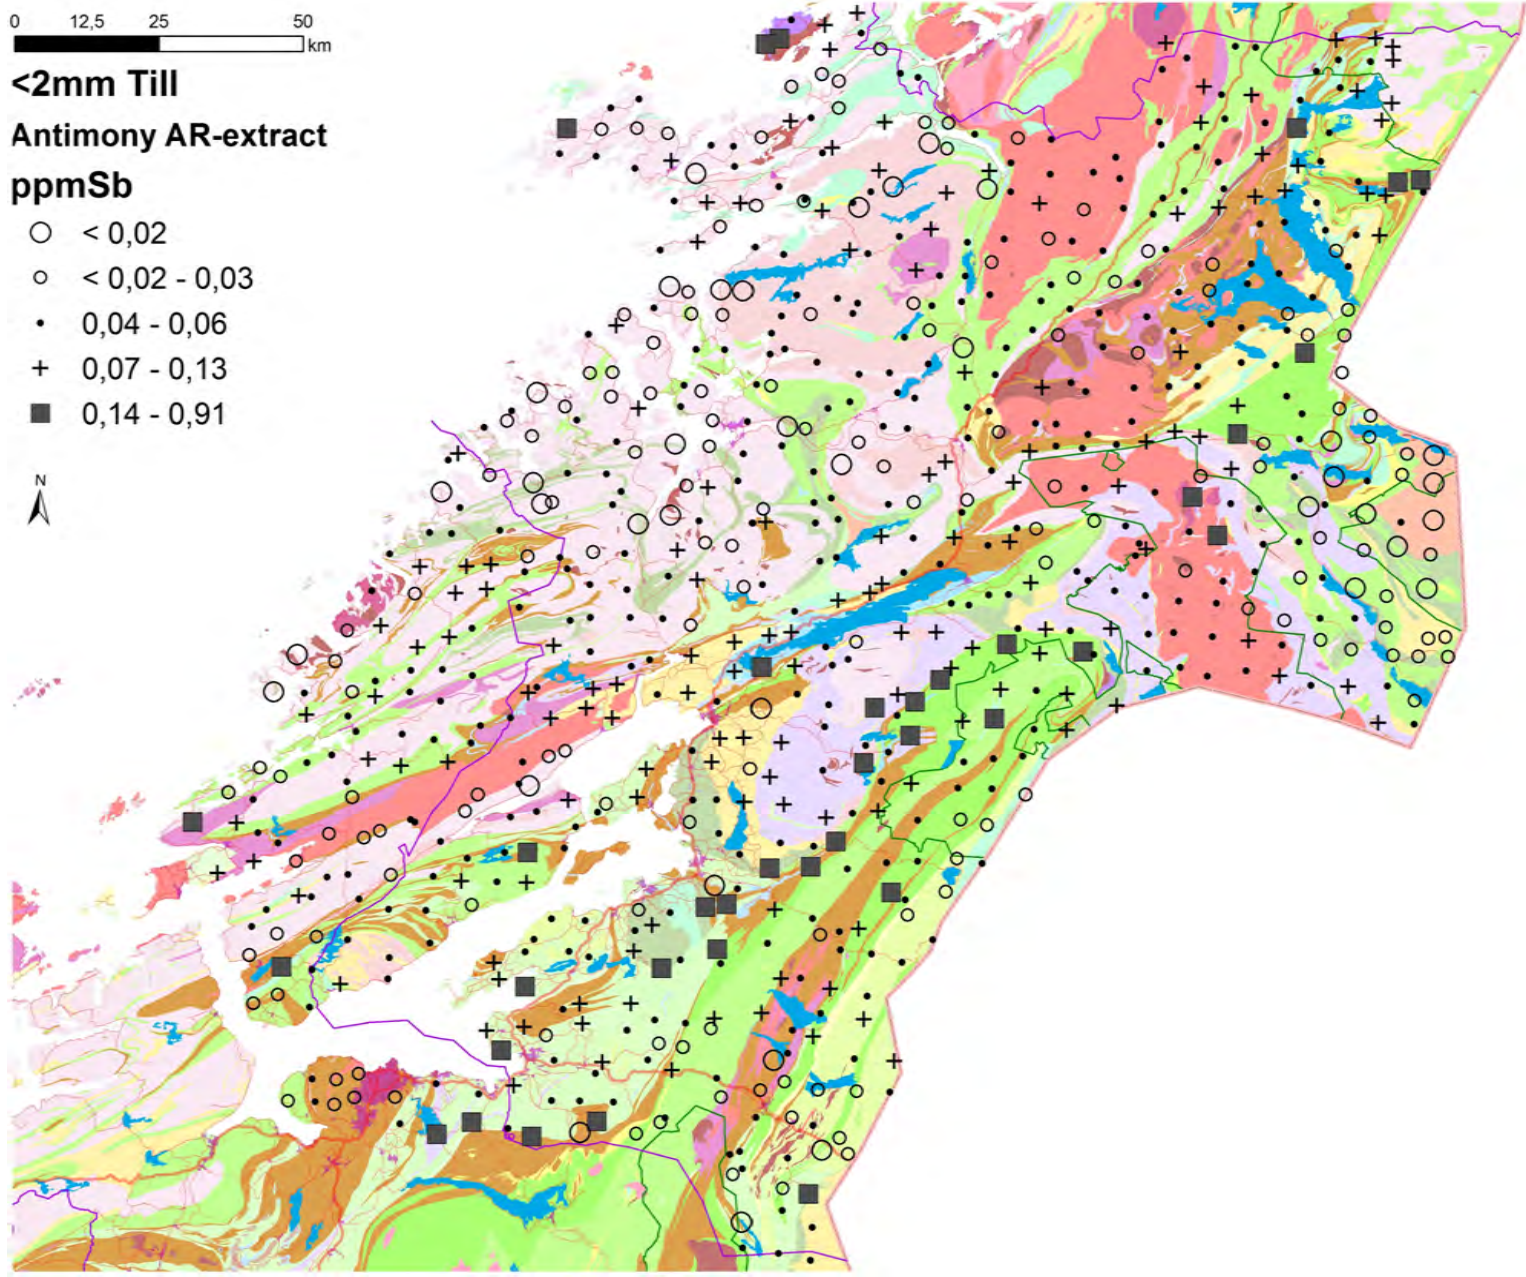 0 12,5 25 50
km
<2mm Till
Antimony AR-extract
ppmSb
< 0,02
< 0,02 - 0,03
0,04 - 0,06
0,07 - 0,13
0,14 - 0,91
N